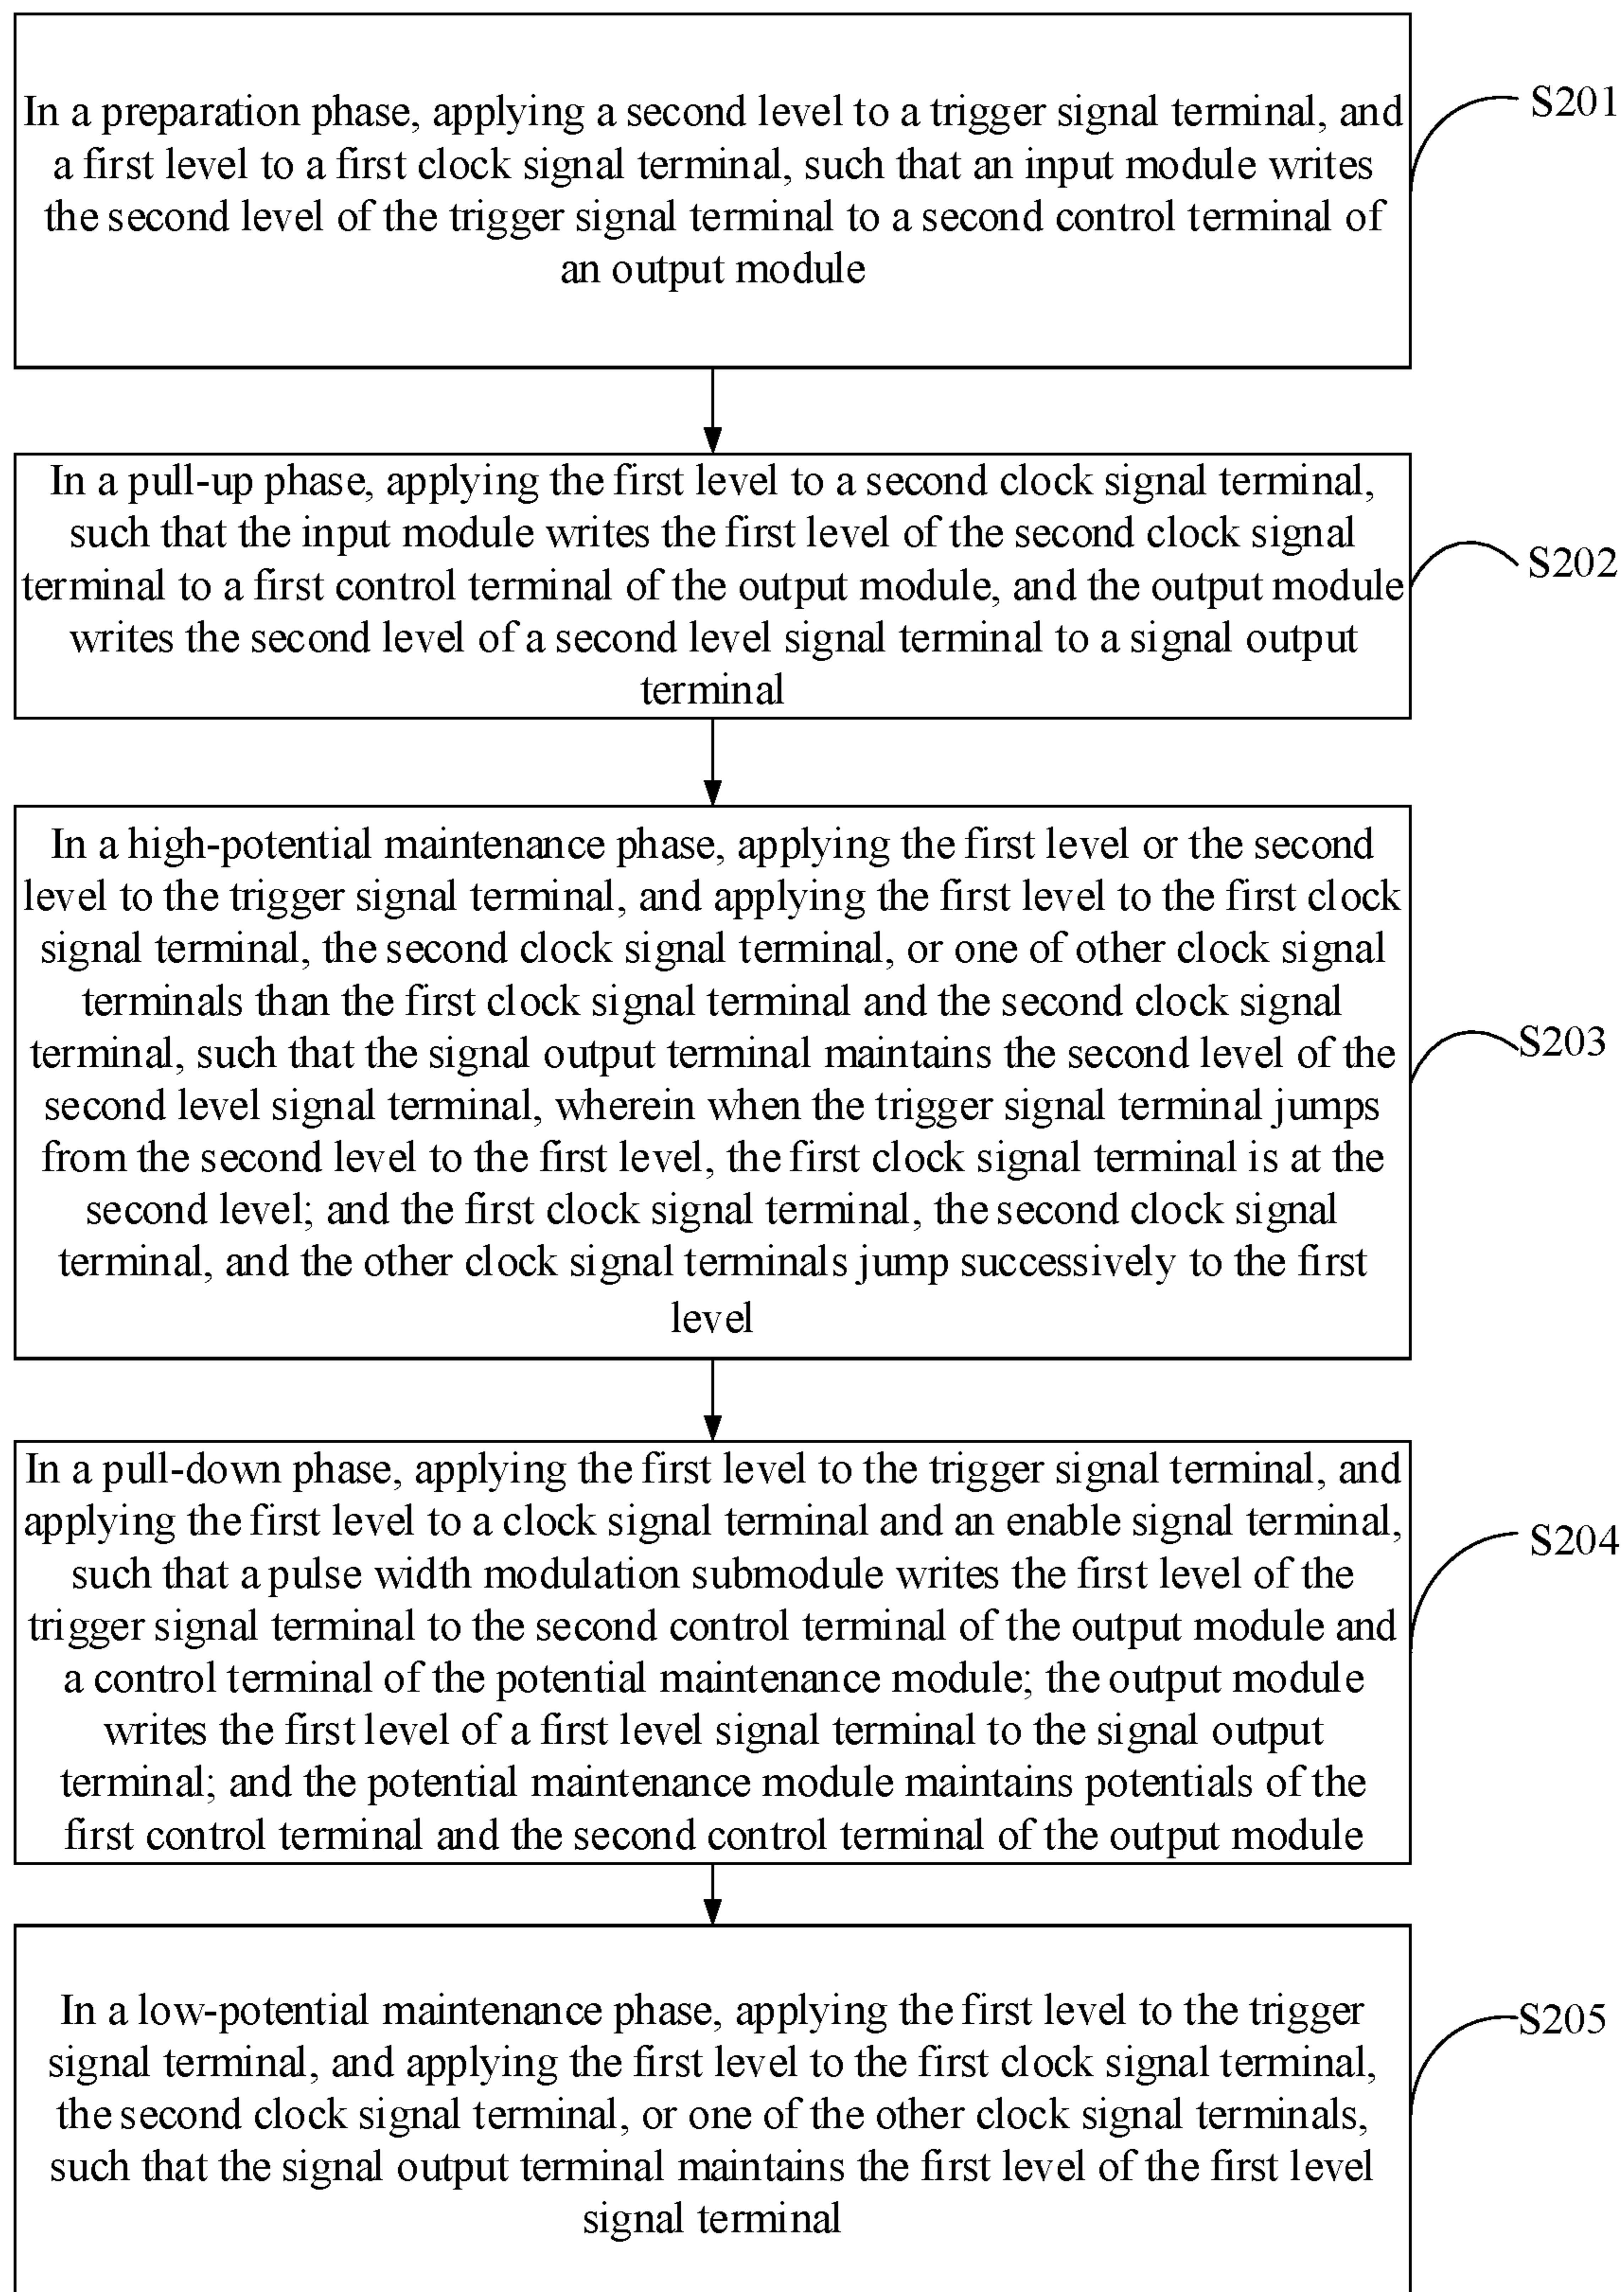 In a preparation phase, applying a second level to a trigger signal terminal, and
a first level to a first clock signal terminal, such that an input module writes
the second level of the trigger signal terminal to a second control terminal of
an output module
S201
In a pull-up phase, applying the first level to a second clock signal terminal,
such that the input module writes the first level of the second clock signal
terminal to a first control terminal of the output module, and the output module
writes the second level of a second level signal terminal to a signal output
terminal
S202
In a high-potential maintenance phase, applying the first level or the second
level to the trigger signal terminal, and applying the first level to the first clock
signal terminal, the second clock signal terminal, or one of other clock signal
terminals than the first clock signal terminal and the second clock signal
terminal, such that the signal output terminal maintains the second level of the
second level signal terminal, wherein when the trigger signal terminal jumps
from the second level to the first level, the first clock signal terminal is at the
second level; and the first clock signal terminal, the second clock signal
terminal, and the other clock signal terminals jump successively to the first
level
S203
In a pull-down phase, applying the first level to the trigger signal terminal, and
applying the first level to a clock signal terminal and an enable signal terminal,
such that a pulse width modulation submodule writes the first level of the
trigger signal terminal to the second control terminal of the output module and
a control terminal of the potential maintenance module; the output module
writes the first level of a first level signal terminal to the signal output
terminal; and the potential maintenance module maintains potentials of the
first control terminal and the second control terminal of the output module
S204
In a low-potential maintenance phase, applying the first level to the trigger
signal terminal, and applying the first level to the first clock signal terminal,
the second clock signal terminal, or one of the other clock signal terminals,
such that the signal output terminal maintains the first level of the first level
signal terminal
S205